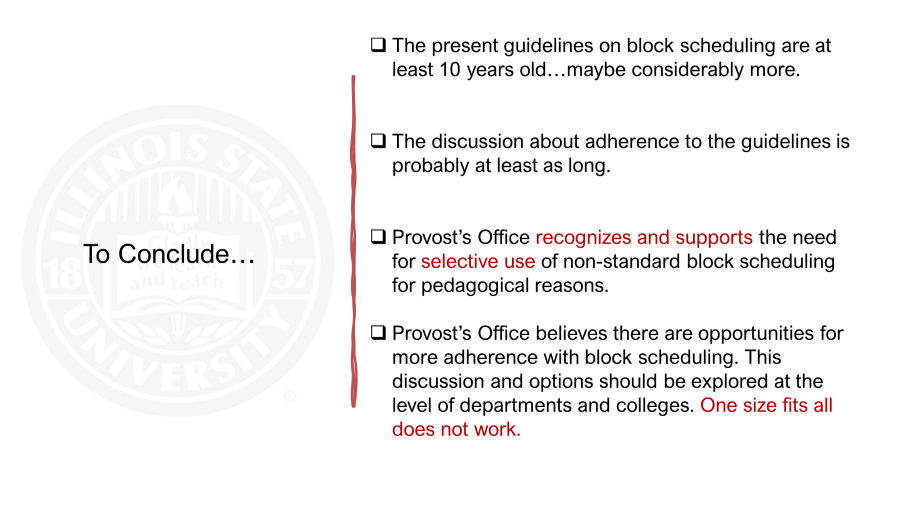 ❑ The present guidelines on block scheduling are at
least 10 years old…maybe considerably more.
❑ The discussion about adherence to the guidelines is
probably at least as long.
To Conclude…
❑ Provost’s Office recognizes and supports the need
for selective use of non-standard block scheduling
for pedagogical reasons.
❑ Provost’s Office believes there are opportunities for
more adherence with block scheduling. This
discussion and options should be explored at the
level of departments and colleges. One size fits all
does not work.
ILLINOIS STATE
UNIVERSITY
18 57
and teach
®